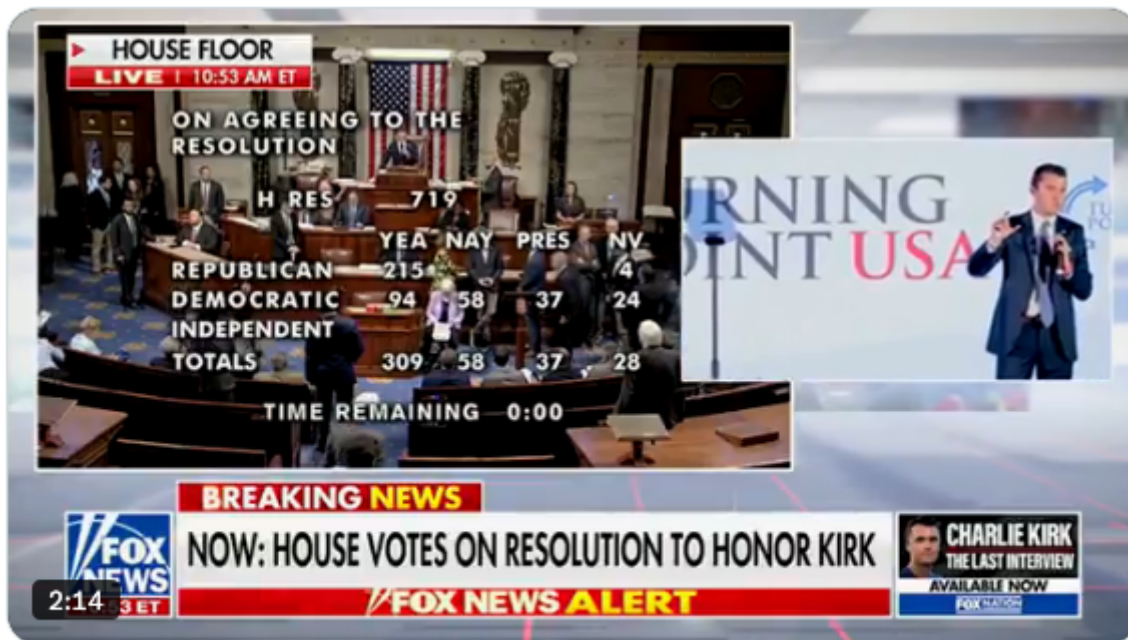 HOUSE FLOOR
LIVE | 10:53 AM ET
ON AGREEING TO THE
RESOLUTION
H RES 719
YEA NAY PRES NV
REPUBLICAN 215 4
DEMOCRATIC 94 58 37 24
INDEPENDENT
TOTALS 309 58 37 28
TIME REMAINING 0:00
URNING
OINT USA
BREAKING NEWS
NOW: HOUSE VOTES ON RESOLUTION TO HONOR KIRK
FOX NEWS ALERT
FOX
NEWS
53 ET
2:14
CHARLIE KIRK
THE LAST INTERVIEW
AVAILABLE NOW
FOX NATION